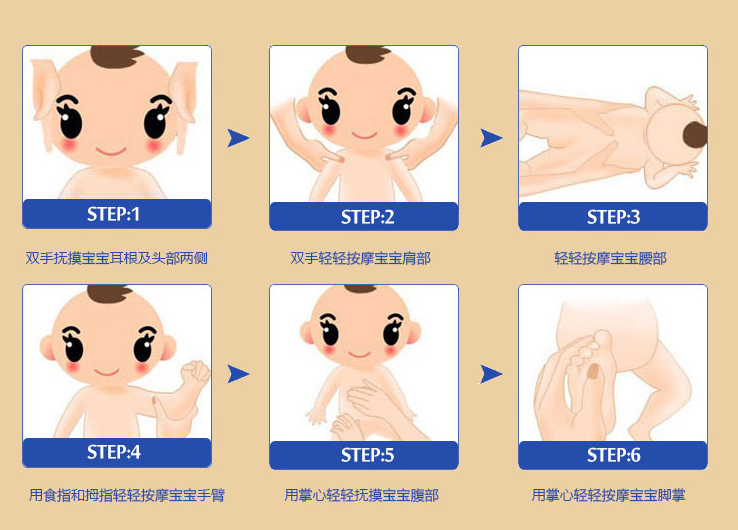 STEP:1
STEP:2
STEP:3
双手抚摸宝宝耳根及头部两侧
双手轻轻按摩宝宝肩部
轻轻按摩宝宝腰部
STEP:4
STEP:5
STEP:6
用食指和拇指轻轻按摩宝宝手臂
用掌心轻轻抚摸宝宝腹部
用掌心轻轻按摩宝宝脚掌